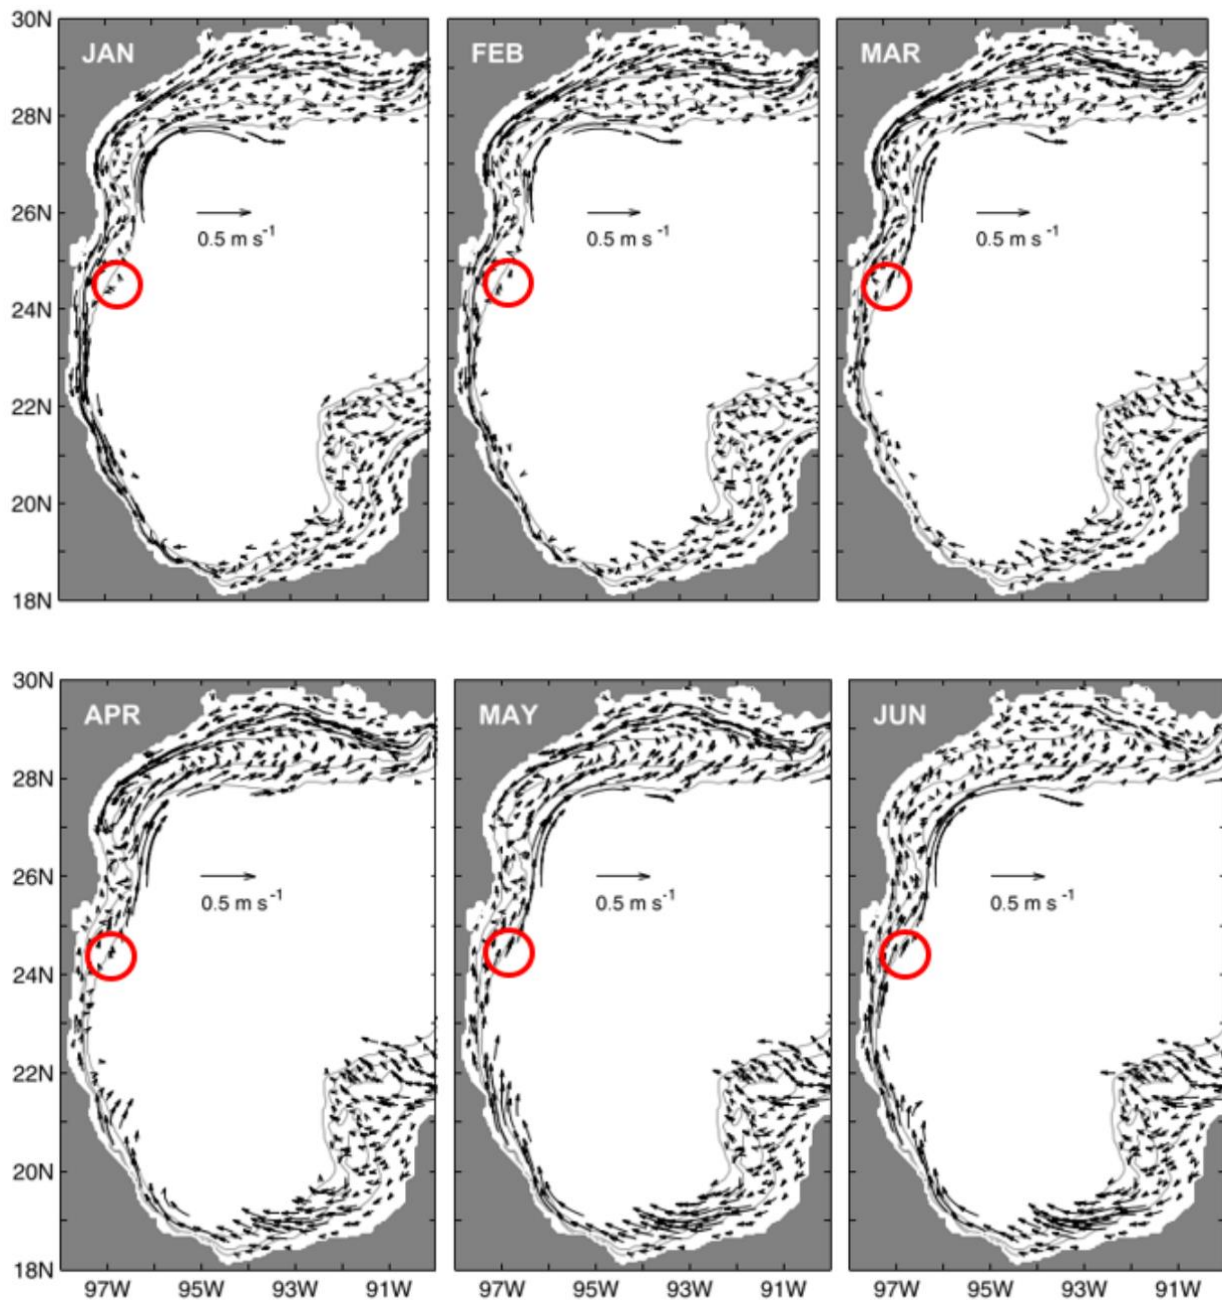 30N
JAN FEB MAR
28N
26N
0.5 m s⁻¹ 0.5 m s⁻¹ 0.5 m s⁻¹
24N
22N
20N
18N
30N
APR MAY JUN
28N
26N
0.5 m s⁻¹ 0.5 m s⁻¹ 0.5 m s⁻¹
24N
22N
20N
18N
97W 95W 93W 91W 97W 95W 93W 91W 97W 95W 93W 91W